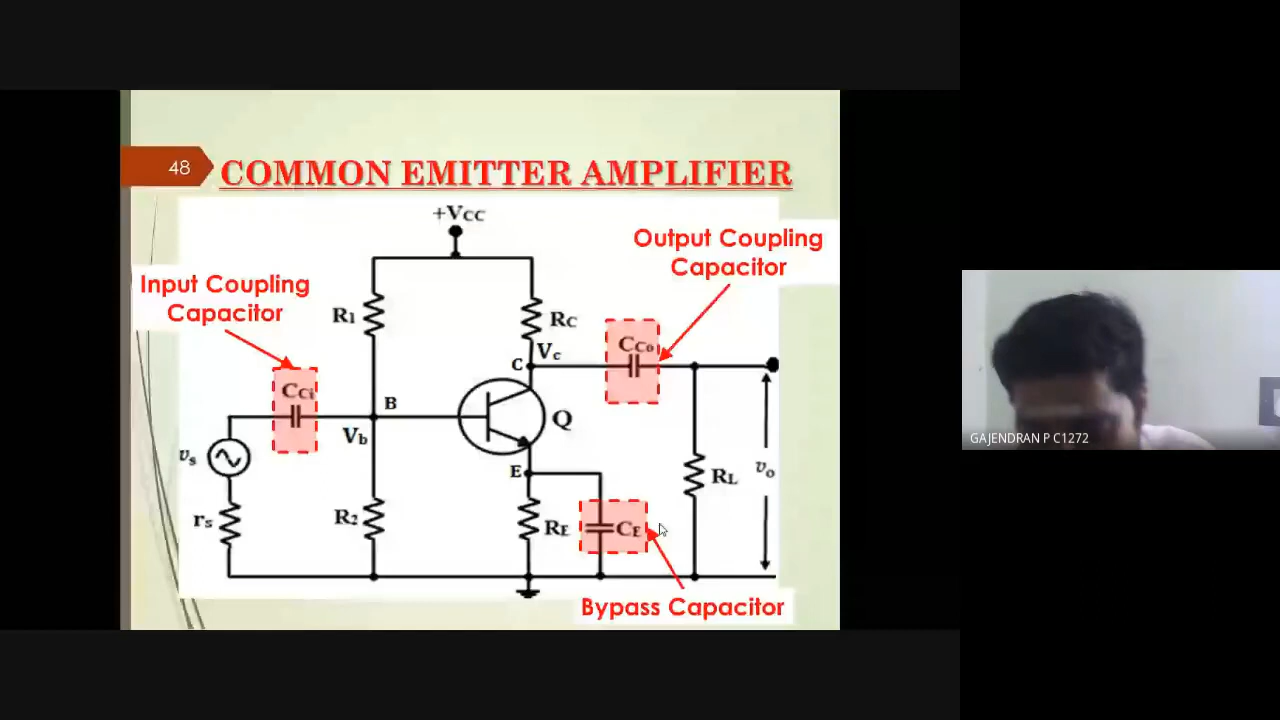 48
COMMON EMITTER AMPLIFIER
+VCC
Output Coupling
Capacitor
Input Coupling
Capacitor
R1
RC
Vc
C
CCo
CCi
B
Vb
Q
vs
E
RL
vo
rs
R2
RE
CE
Bypass Capacitor
GAJENDRAN P C1272